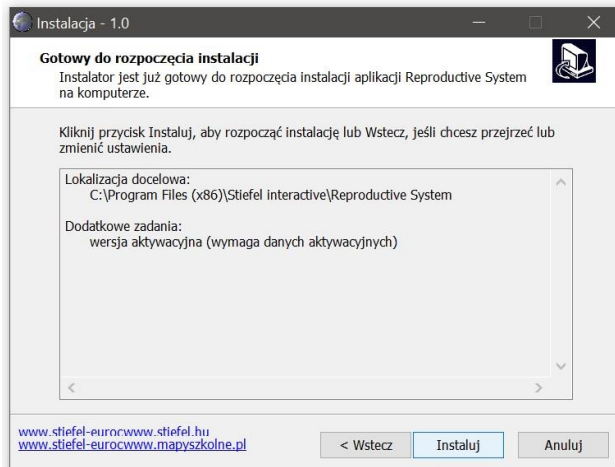 Instalacja - 1.0
Gotowy do rozpoczęcia instalacji
Instalator jest już gotowy do rozpoczęcia instalacji aplikacji Reproductive System
na komputerze.
Kliknij przycisk Instaluj, aby rozpocząć instalację lub Wstecz, jeśli chcesz przejrzeć lub
zmienić ustawienia.
Lokalizacja docelowa:
C:\Program Files (x86)\Stiefel interactive\Reproductive System
Dodatkowe zadania:
wersja aktywacyjna (wymaga danych aktywacyjnych)
www.stiefel-eurocwww.stiefel.hu
www.stiefel-eurocwww.mapyszkolne.pl
< Wstecz
Instaluj
Anuluj